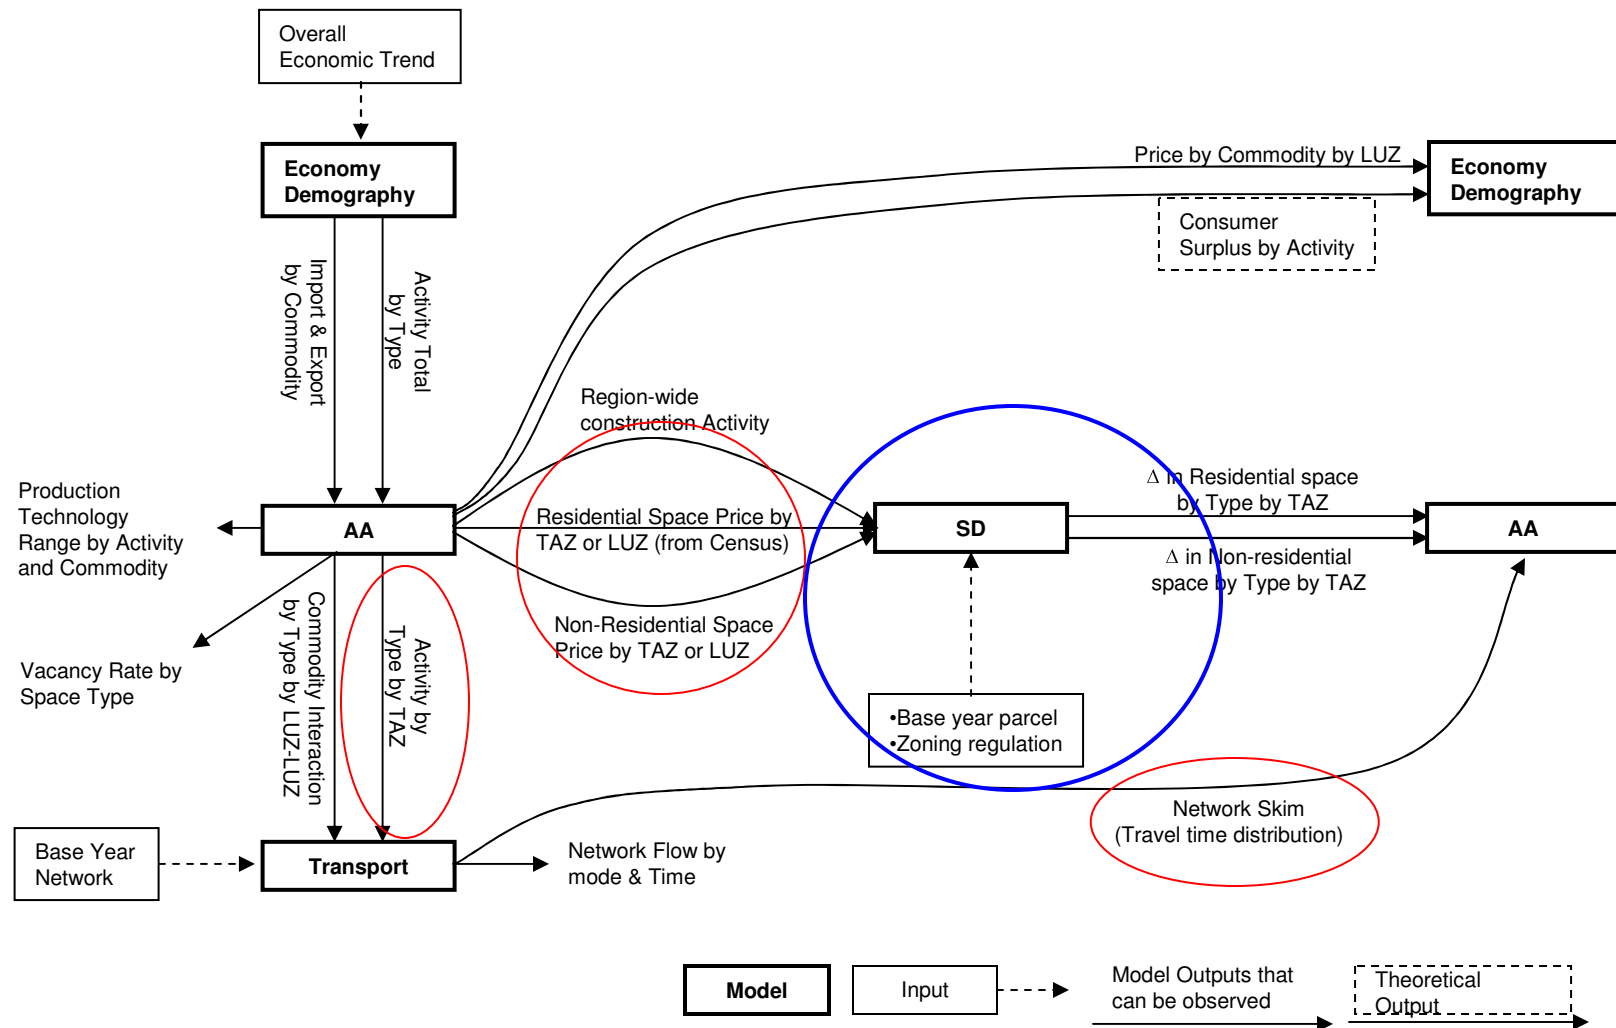 Overall
Economic Trend
Economy
Demography
Price by Commodity by LUZ
Economy
Demography
Consumer
Surplus by Activity
Import & Export
by Commodity
Activity Total
by Type
Region-wide
construction Activity
Production
Technology
Range by Activity
and Commodity
AA
Residential Space Price by
TAZ or LUZ (from Census)
SD
Δ in Residential space
by Type by TAZ
AA
Δ in Non-residential
space by Type by TAZ
Non-Residential Space
Price by TAZ or LUZ
Vacancy Rate by
Space Type
Commodity Interaction
by Type by LUZ-LUZ
Activity by
Type by TAZ
•Base year parcel
•Zoning regulation
Network Skim
(Travel time distribution)
Base Year
Network
Transport
Network Flow by
mode & Time
Model
Input
Model Outputs that
can be observed
Theoretical
Output